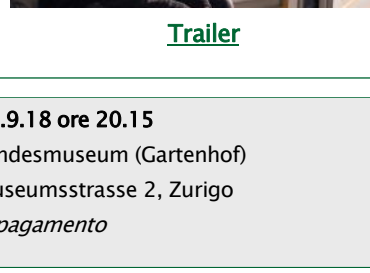 Trailer
.9.18 ore 20.15
ndesmuseum (Gartenhof)
useumsstrasse 2, Zurigo
pagamento